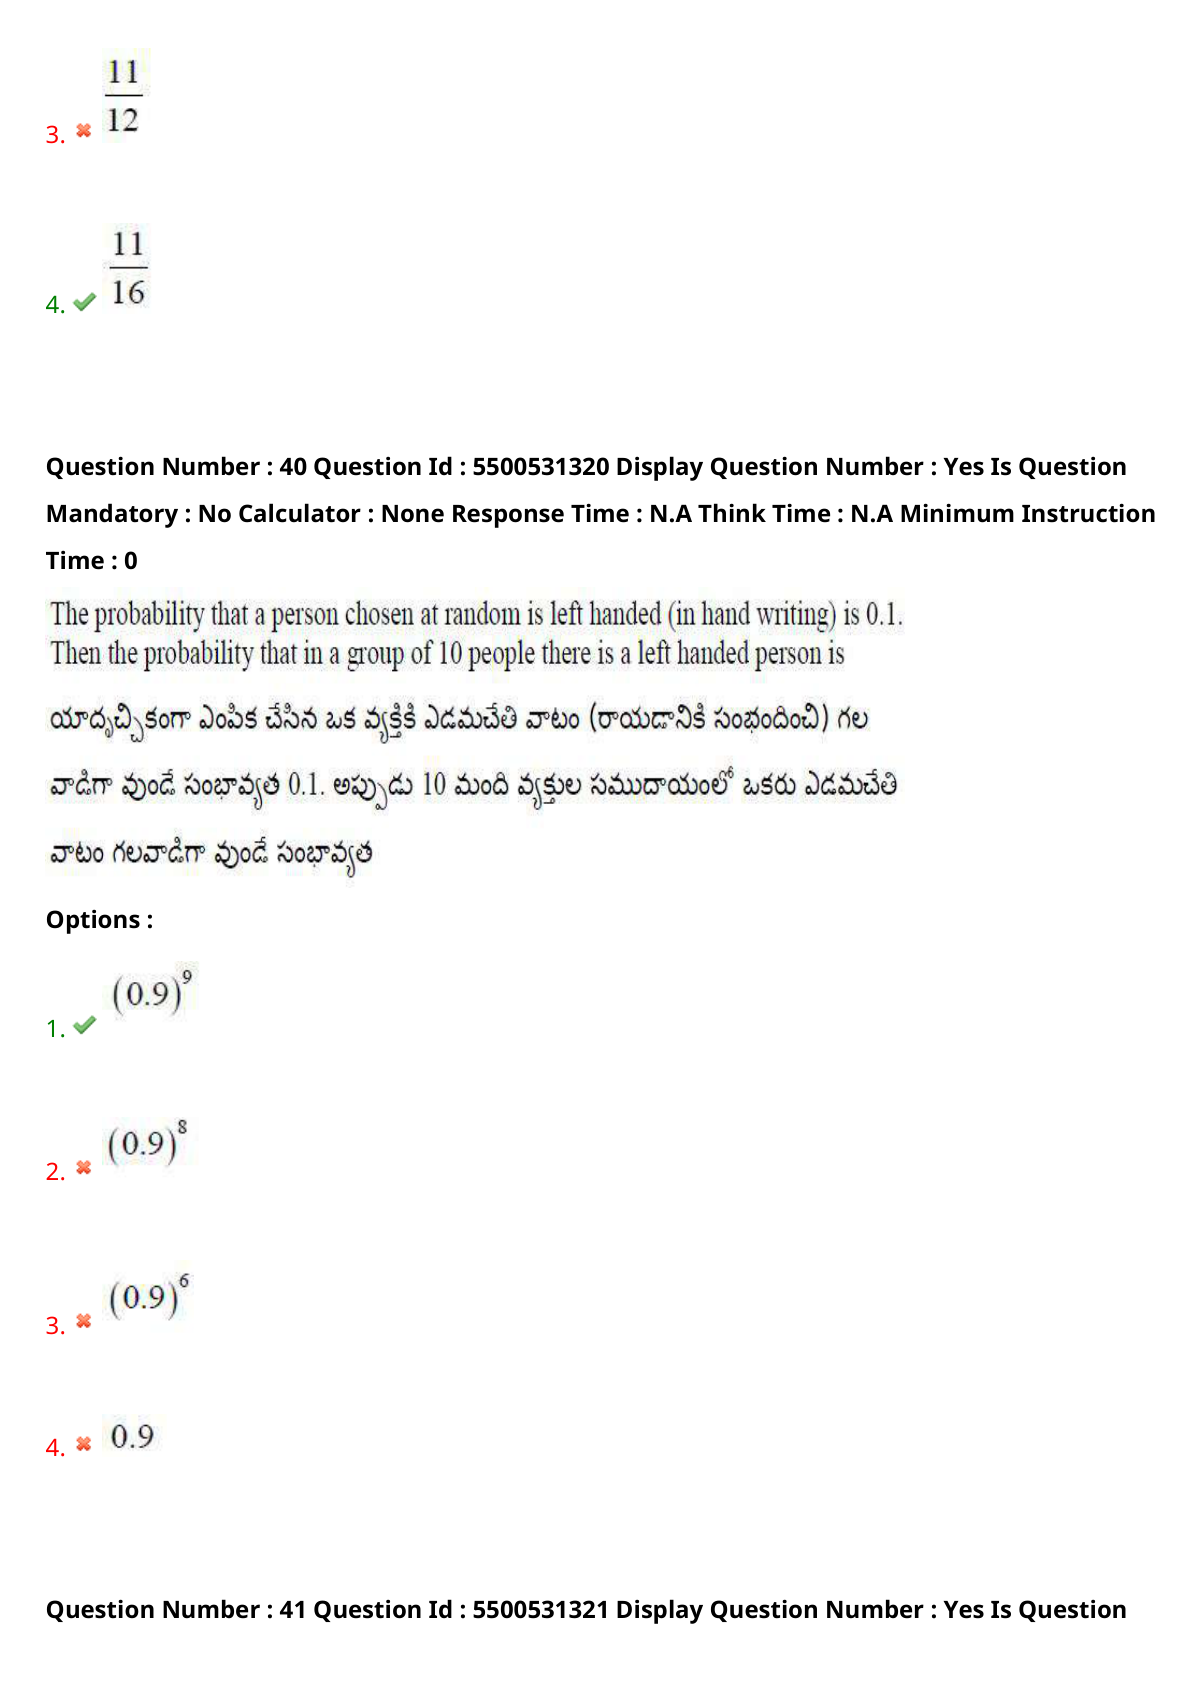 11
12
3.
11
16
4.
Question Number : 40 Question Id : 5500531320 Display Question Number : Yes Is Question
Mandatory : No Calculator : None Response Time : N.A Think Time : N.A Minimum Instruction
Time : 0
The probability that a person chosen at random is left handed (in hand writing) is 0.1.
Then the probability that in a group of 10 people there is a left handed person is
యాదృచ్ఛికంగా ఎంపిక చేసిన ఒక వ్యక్తికి ఎడమచేతి వాటం (రాయడానికి సంభందించి) గల
వాడిగా వుండే సంభావ్యత 0.1. అప్పుడు 10 మంది వ్యక్తుల సముదాయంలో ఒకరు ఎడమచేతి
వాటం గలవాడిగా వుండే సంభావ్యత
Options :
(0.9)⁹
1.
(0.9)⁸
2.
(0.9)⁶
3.
4. 0.9
Question Number : 41 Question Id : 5500531321 Display Question Number : Yes Is Question